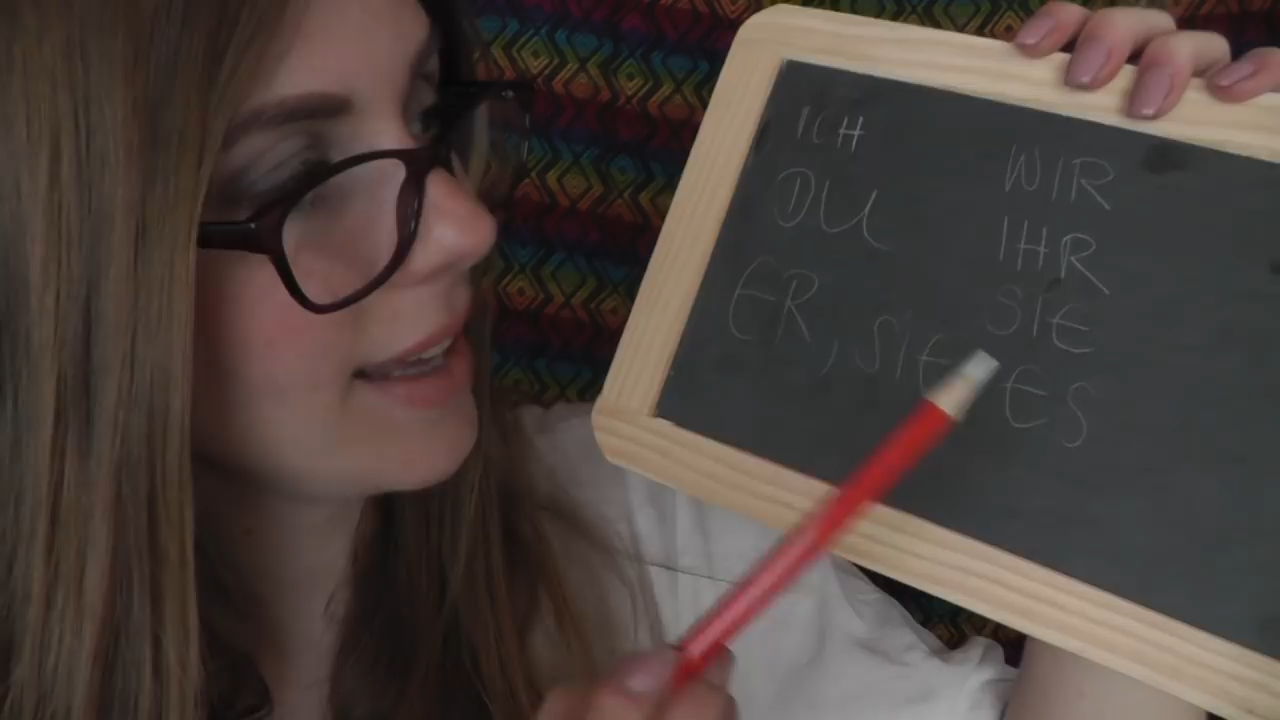 ICH
DU
ER, SIE ES
WIR
IHR
SIE